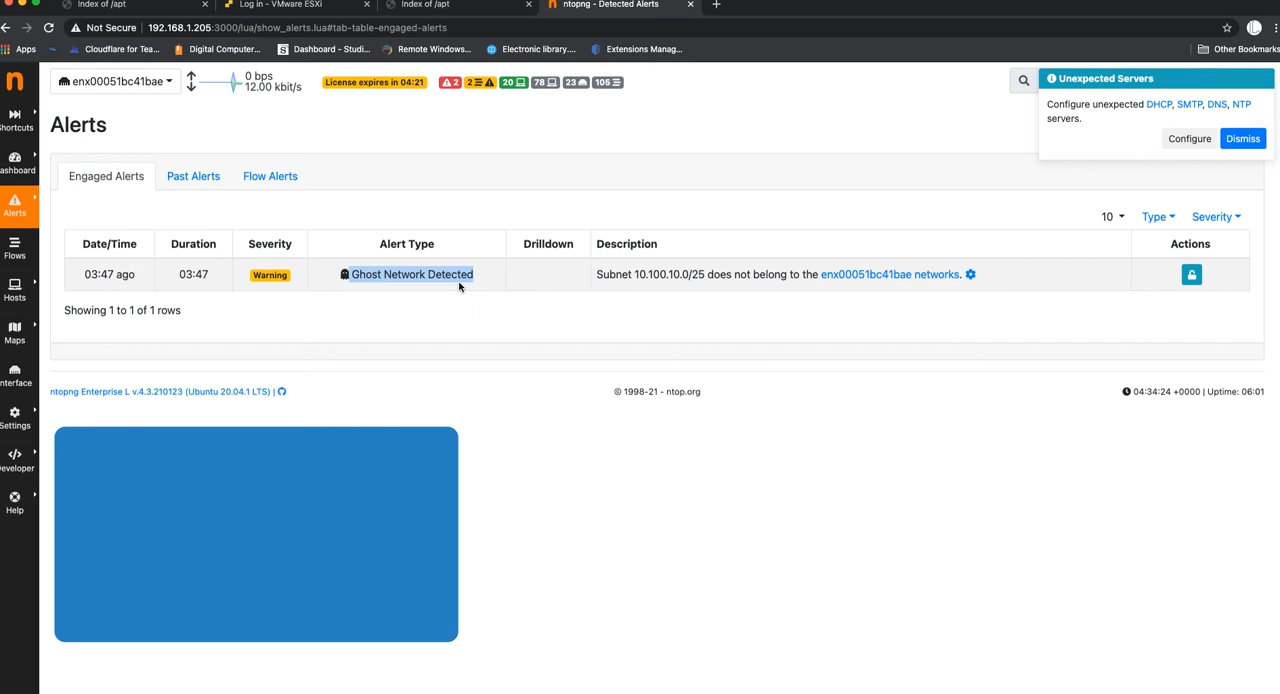 Index of /apt
Log in - VMware ESXi
Index of /apt
ntopng - Detected Alerts
Not Secure 192.168.1.205:3000/lua/show_alerts.lua#tab-table-engaged-alerts
Apps Cloudflare for Tea... Digital Computer... Dashboard - Studi... Remote Windows... Electronic library.... Extensions Manag... Other Bookmarks
enx00051bc41bae
0 bps
12.00 kbit/s
License expires in 04:21
2 2 20 78 23 105
Unexpected Servers
Configure unexpected DHCP, SMTP, DNS, NTP
servers.
Configure Dismiss
Shortcuts
ashboard
Alerts
Flows
Hosts
Maps
nterface
Settings
eveloper
Help
Alerts
Engaged Alerts Past Alerts Flow Alerts
10 Type Severity
Date/Time Duration Severity Alert Type Drilldown Description Actions
03:47 ago 03:47 Warning Ghost Network Detected Subnet 10.100.10.0/25 does not belong to the enx00051bc41bae networks.
Showing 1 to 1 of 1 rows
ntopng Enterprise L v.4.3.210123 (Ubuntu 20.04.1 LTS) |
© 1998-21 - ntop.org
04:34:24 +0000 | Uptime: 06:01